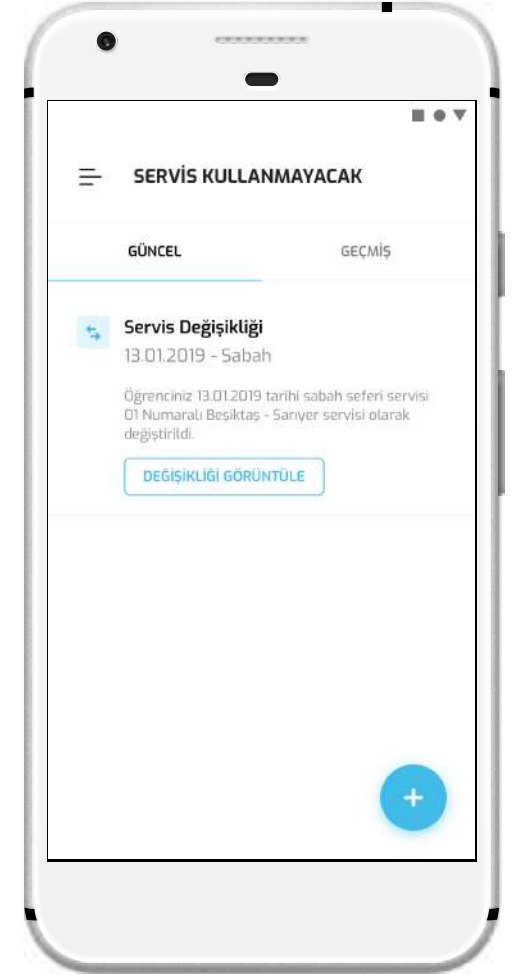 SERVİS KULLANMAYACAK
GÜNCEL
GEÇMİŞ
Servis Değişikliği
13.01.2019 - Sabah
Öğrenciniz 13.01.2019 tarihi sabah seferi servisi
01 Numaralı Beşiktaş - Sarıyer servisi olarak
değiştirildi.
DEĞİŞİKLİĞİ GÖRÜNTÜLE